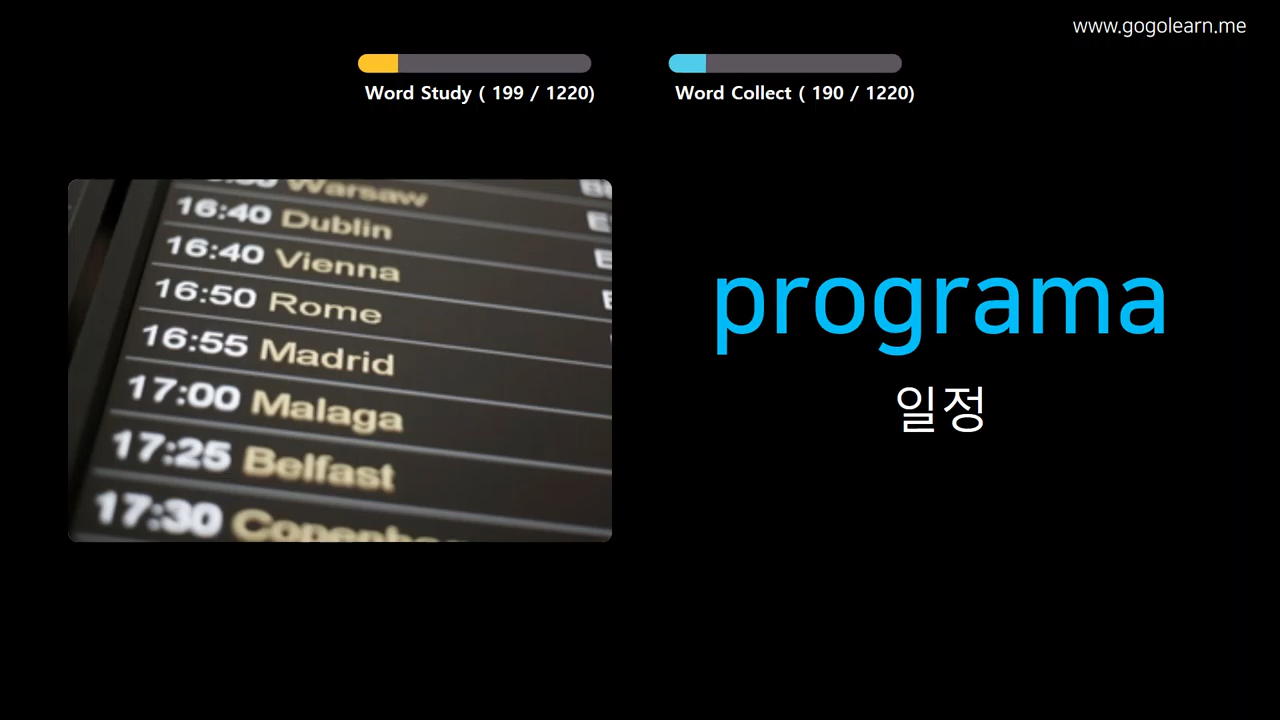 www.gogolearn.me
Word Study ( 199 / 1220)
Word Collect ( 190 / 1220)
Warsaw
16:40 Dublin
16:40 Vienna
16:50 Rome
16:55 Madrid
17:00 Malaga
17:25 Belfast
17:30
programa
일정